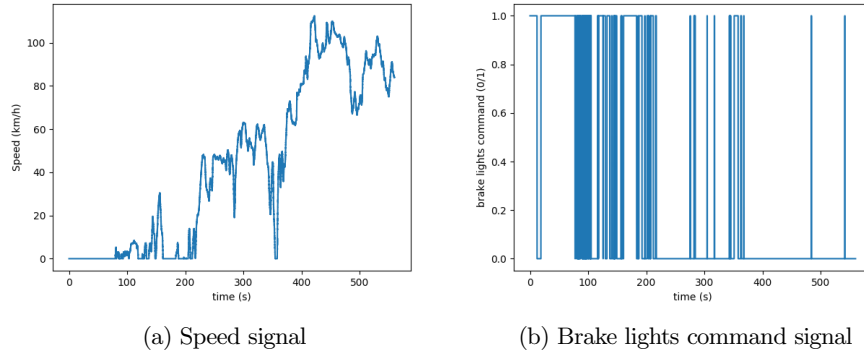 100
80
60
40
20
0
Speed (km/h)
0 100 200 300 400 500
time (s)
(a) Speed signal
1.0
0.8
0.6
0.4
0.2
0.0
brake lights command (0/1)
0 100 200 300 400 500
time (s)
(b) Brake lights command signal